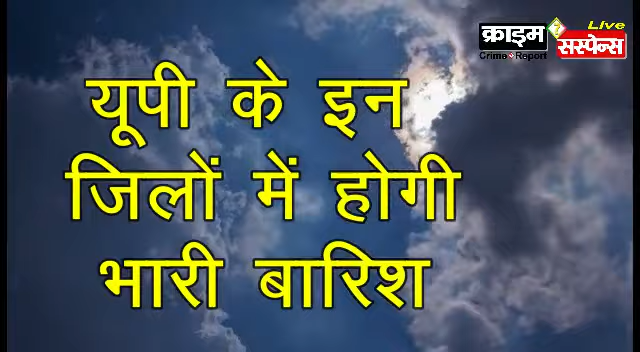 क्राइम ? Live
Crime Report सस्पेन्स
यूपी के इन
जिलों में होगी
भारी बारिश